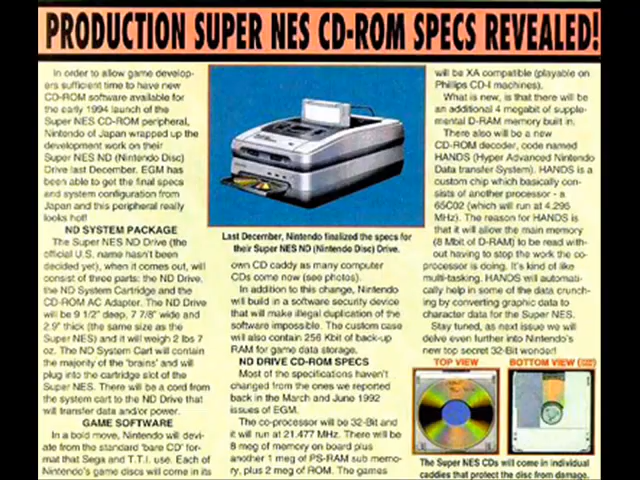 PRODUCTION SUPER NES CD-ROM SPECS REVEALED!
In order to allow game develop-
ers sufficient time to have new
CD-ROM software available for
the early 1994 launch of the
Super NES CD-ROM peripheral,
Nintendo of Japan wrapped up the
development work on their
Super NES ND (Nintendo Disc)
Drive last December. EGM has
been able to get the final specs
and system configuration from
Japan and this peripheral really
looks hot!
ND SYSTEM PACKAGE
The Super NES ND Drive (the
official U.S. name hasn't been
decided yet), when it comes out, will
consist of three parts: the ND Drive,
the ND System Cartridge and the
CD-ROM AC Adapter. The ND Drive
will be 9 1/2" deep, 7 7/8" wide and
2.9" thick (the same size as the
Super NES) and it will weigh 2 lbs 7
oz. The ND System Cart will contain
the majority of the 'brains' and will
plug into the cartridge slot of the
Super NES. There will be a cord from
the system cart to the ND Drive that
will transfer data and/or power.
GAME SOFTWARE
In a bold move, Nintendo will devi-
ate from the standard 'bare CD' for-
mat that Sega and T.T.I. use. Each of
Nintendo's game discs will come in its
Last December, Nintendo finalized the specs for
their Super NES ND (Nintendo Disc) Drive.
own CD caddy as many computer
CDs come now (see photos).
In addition to this change, Nintendo
will build in a software security device
that will make illegal duplication of the
software impossible. The custom case
will also contain 256 Kbit of back-up
RAM for game data storage.
ND DRIVE CD-ROM SPECS
Most of the specifications haven't
changed from the ones we reported
back in the March and June 1992
issues of EGM.
The co-processor will be 32-Bit and
it will run at 21.477 MHz. There will be
8 meg of memory on board plus
another 1 meg of PS-RAM sub memo-
ry, plus 2 meg of ROM. The games
will be XA compatible (playable on
Phillips CD-I machines).
What is new, is that there will be
an additional 4 megabit of supple-
mental D-RAM memory built in.
There also will be a new
CD-ROM decoder, code named
HANDS (Hyper Advanced Nintendo
Data transfer System). HANDS is a
custom chip which basically con-
sists of another processor - a
65C02 (which will run at 4.295
MHz). The reason for HANDS is
that it will allow the main memory
(8 Mbit of D-RAM) to be read with-
out having to stop the work the co-
processor is doing. It's kind of like
multi-tasking. HANDS will automati-
cally help in some of the data crunch-
ing by converting graphic data to
character data for the Super NES.
Stay tuned, as next issue we will
delve even further into Nintendo's
new top secret 32-Bit wonder!
TOP VIEW
BOTTOM VIEW
The Super NES CDs will come in individual
caddies that protect the disc from damage.